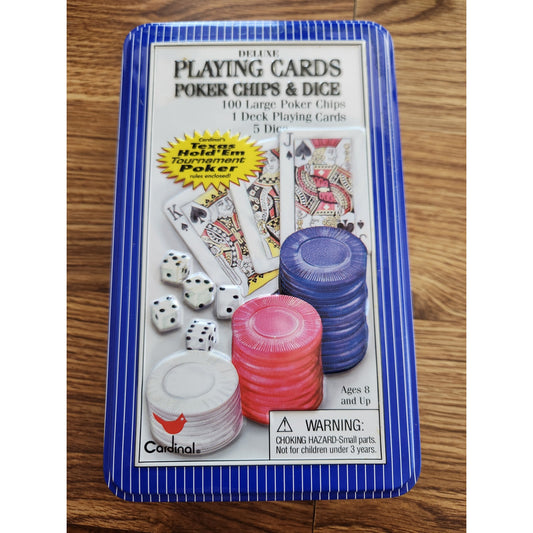 DELUXE
PLAYING CARDS
POKER CHIPS & DICE
100 Large Poker Chips
1 Deck Playing Cards
5 Dice
Cardinal's
Texas
Hold'Em
Tournament
Poker
rules enclosed!
J
K
Ages 8
and Up
WARNING:
CHOKING HAZARD-Small parts.
Not for children under 3 years.
Cardinal®